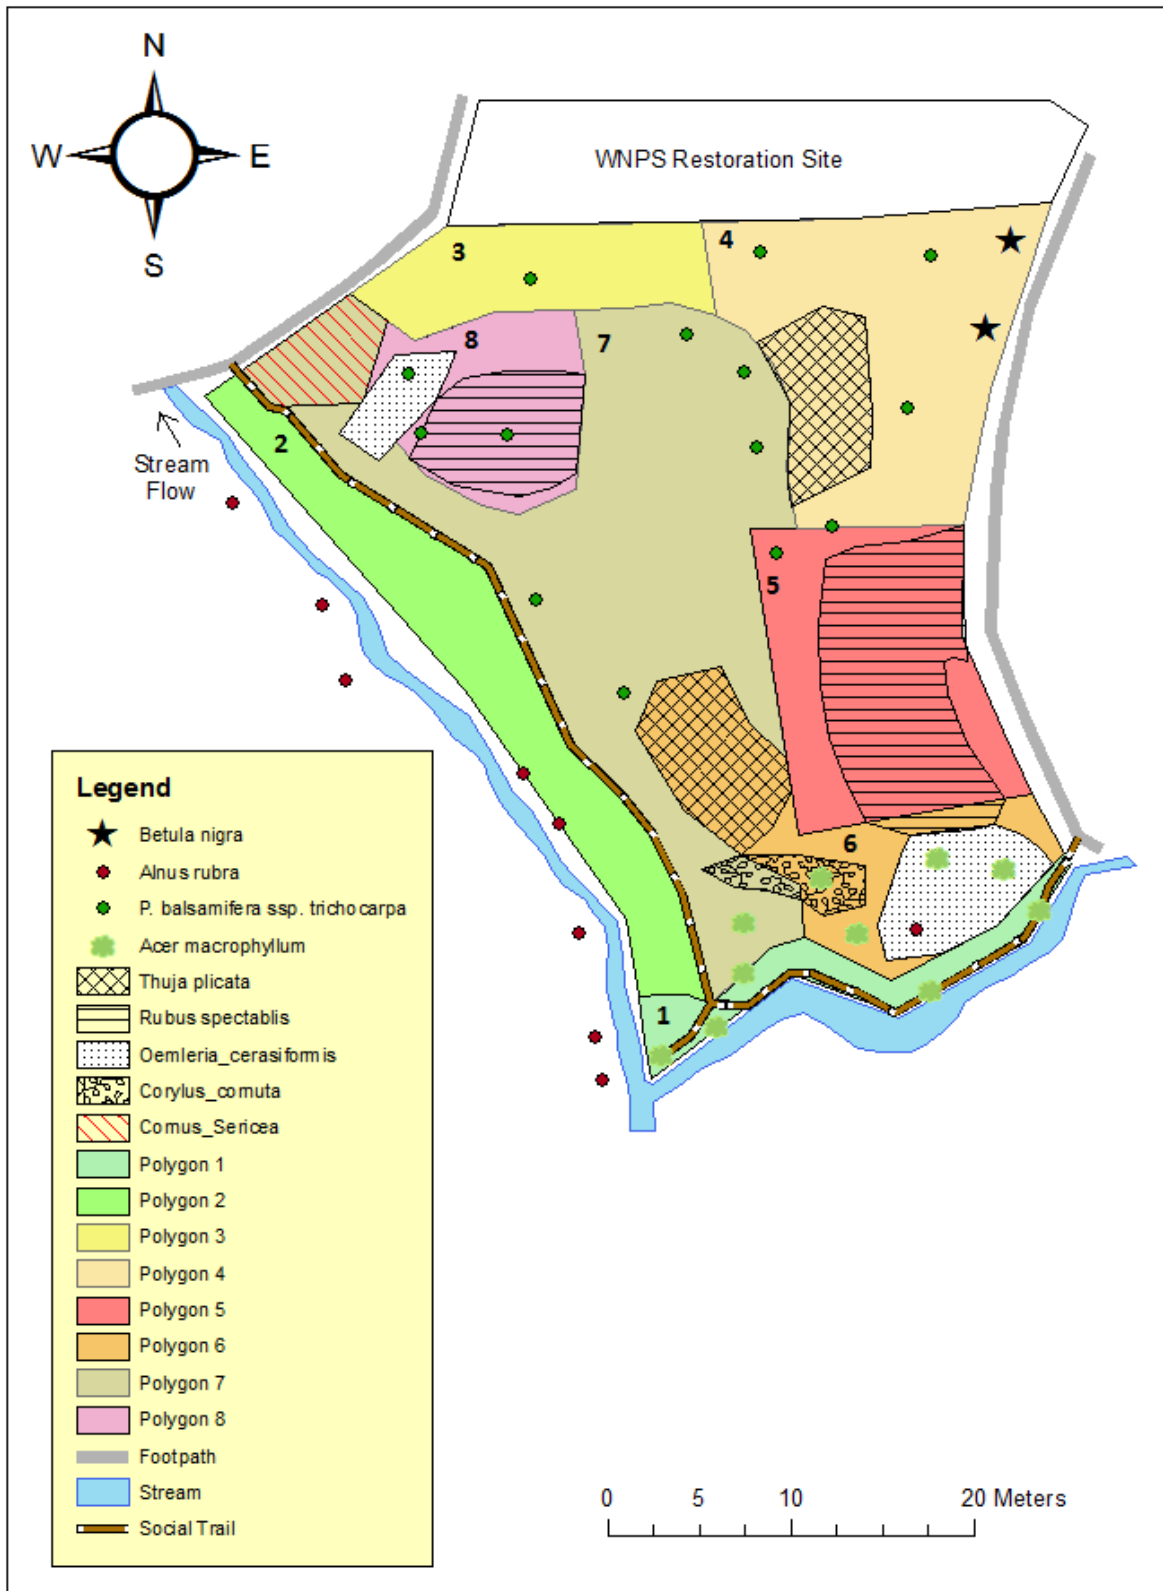 N
W E
S
WNPS Restoration Site
3
4
8
7
2
Stream
Flow
5
6
1
Legend
Betula nigra
Alnus rubra
P. balsamifera ssp. trichocarpa
Acer macrophyllum
Thuja plicata
Rubus spectablis
Oemleria_cerasiformis
Corylus_cornuta
Cornus_Sericea
Polygon 1
Polygon 2
Polygon 3
Polygon 4
Polygon 5
Polygon 6
Polygon 7
Polygon 8
Footpath
Stream
Social Trail
0 5 10 20 Meters